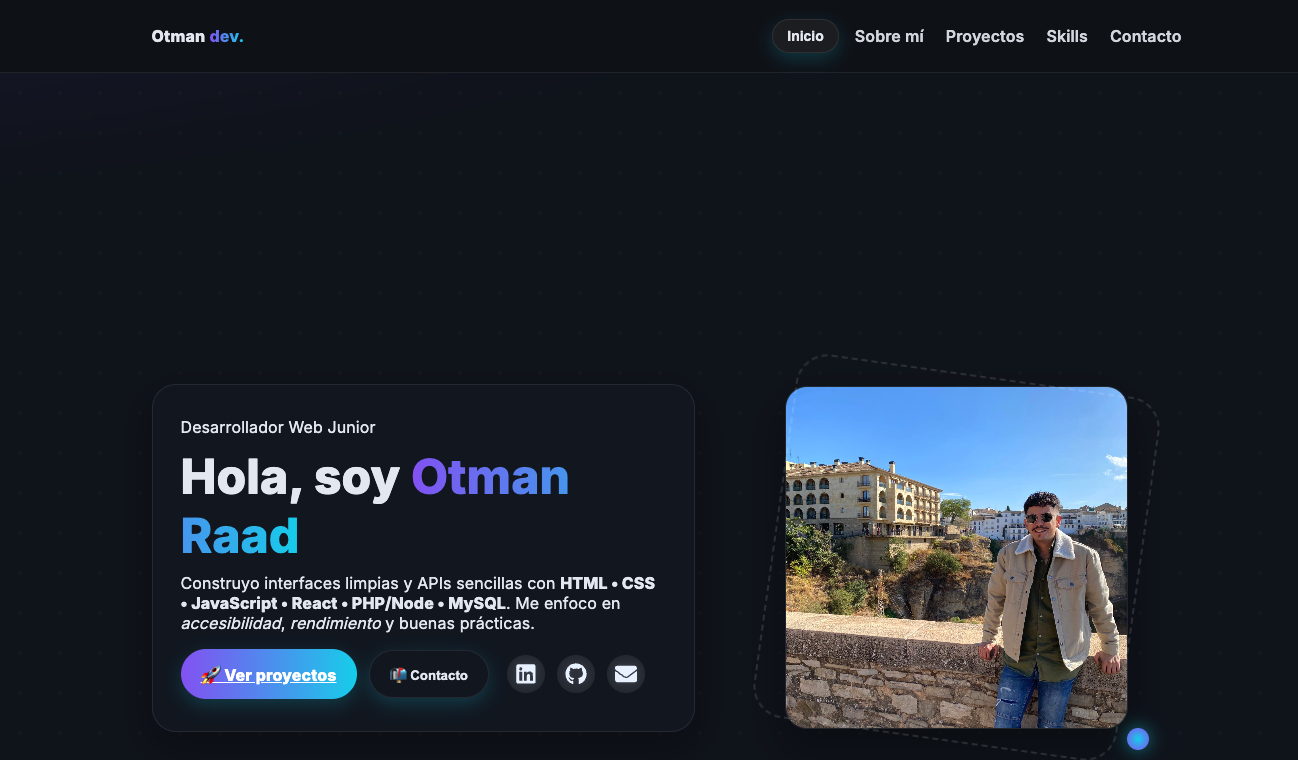 Otman dev.
Inicio Sobre mí Proyectos Skills Contacto
Desarrollador Web Junior
Hola, soy Otman
Raad
Construyo interfaces limpias y APIs sencillas con HTML • CSS
• JavaScript • React • PHP/Node • MySQL. Me enfoco en
accesibilidad, rendimiento y buenas prácticas.
🚀 Ver proyectos
📬 Contacto
in